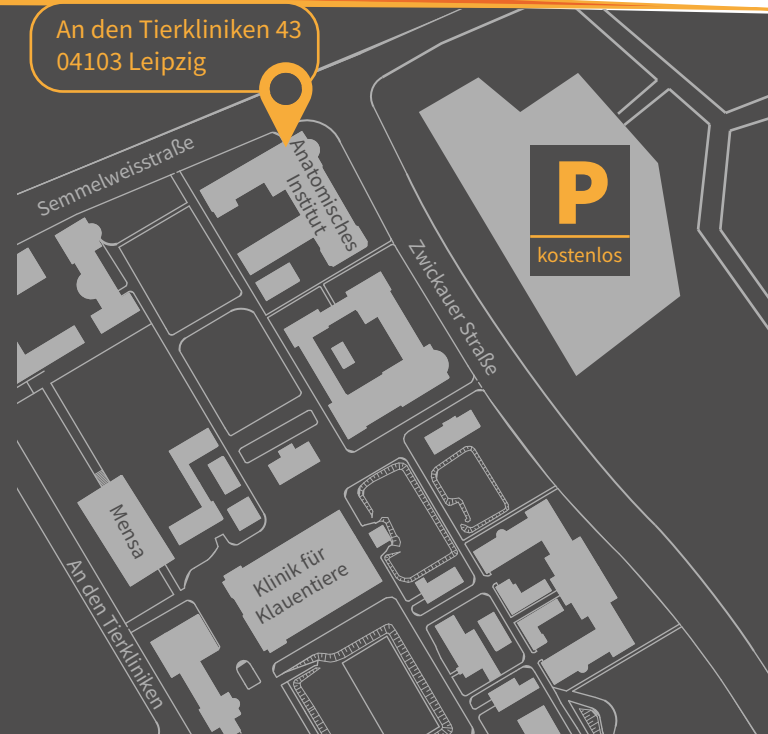 An den Tierkliniken 43
04103 Leipzig
Semmelweisstraße
Anatomisches
Institut
P
kostenlos
Zwickauer Straße
Mensa
Klinik für
Klauentiere
An den Tierkliniken